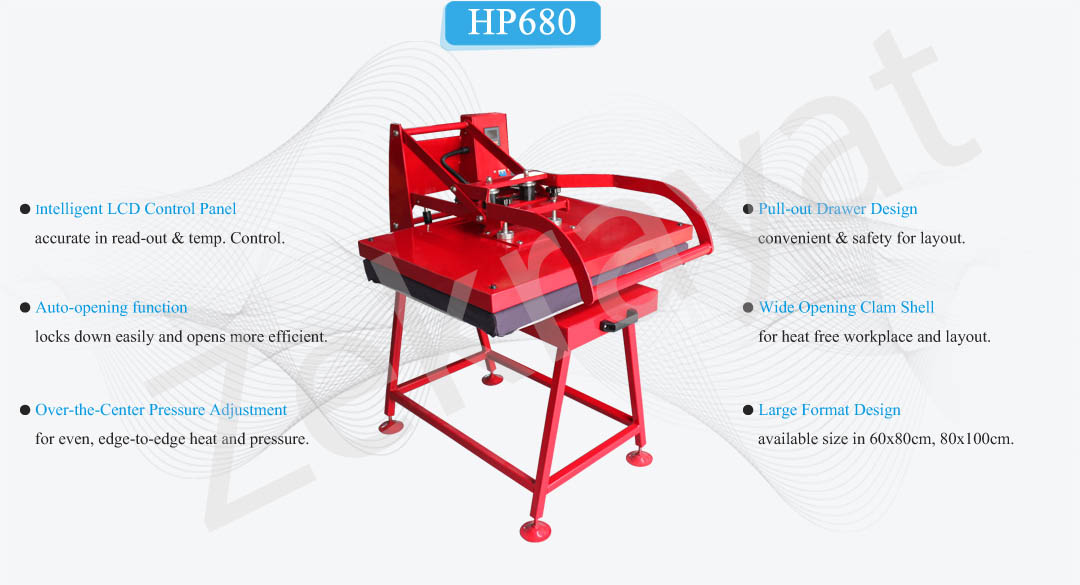 HP680
Intelligent LCD Control Panel
accurate in read-out & temp. Control.
Auto-opening function
locks down easily and opens more efficient.
Over-the-Center Pressure Adjustment
for even, edge-to-edge heat and pressure.
Pull-out Drawer Design
convenient & safety for layout.
Wide Opening Clam Shell
for heat free workplace and layout.
Large Format Design
available size in 60x80cm, 80x100cm.